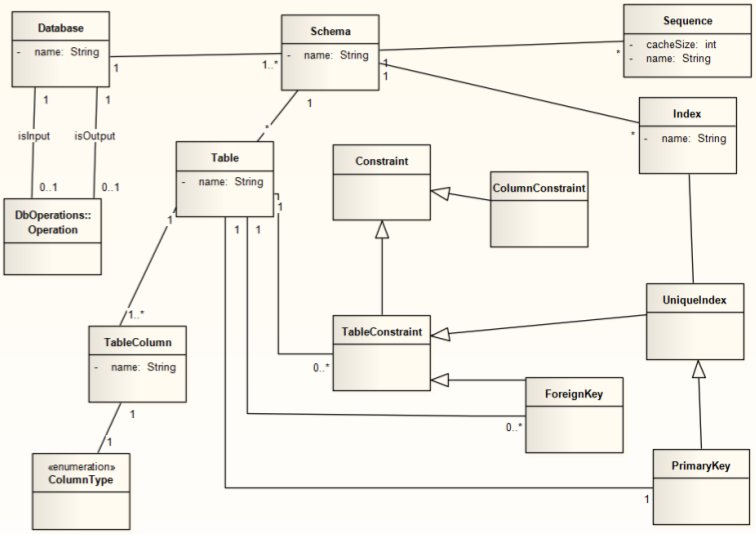 Database
- name: String
Schema
- name: String
Sequence
- cacheSize: int
- name: String
1
1..*
1
*
1
1
1
isInput
isOutput
1
*
*
Index
- name: String
0..1
0..1
DbOperations::
Operation
Table
- name: String
Constraint
ColumnConstraint
1
1
1
1
1..*
TableColumn
- name: String
TableConstraint
UniqueIndex
0..*
ForeignKey
1
1
0..*
«enumeration»
ColumnType
PrimaryKey
1